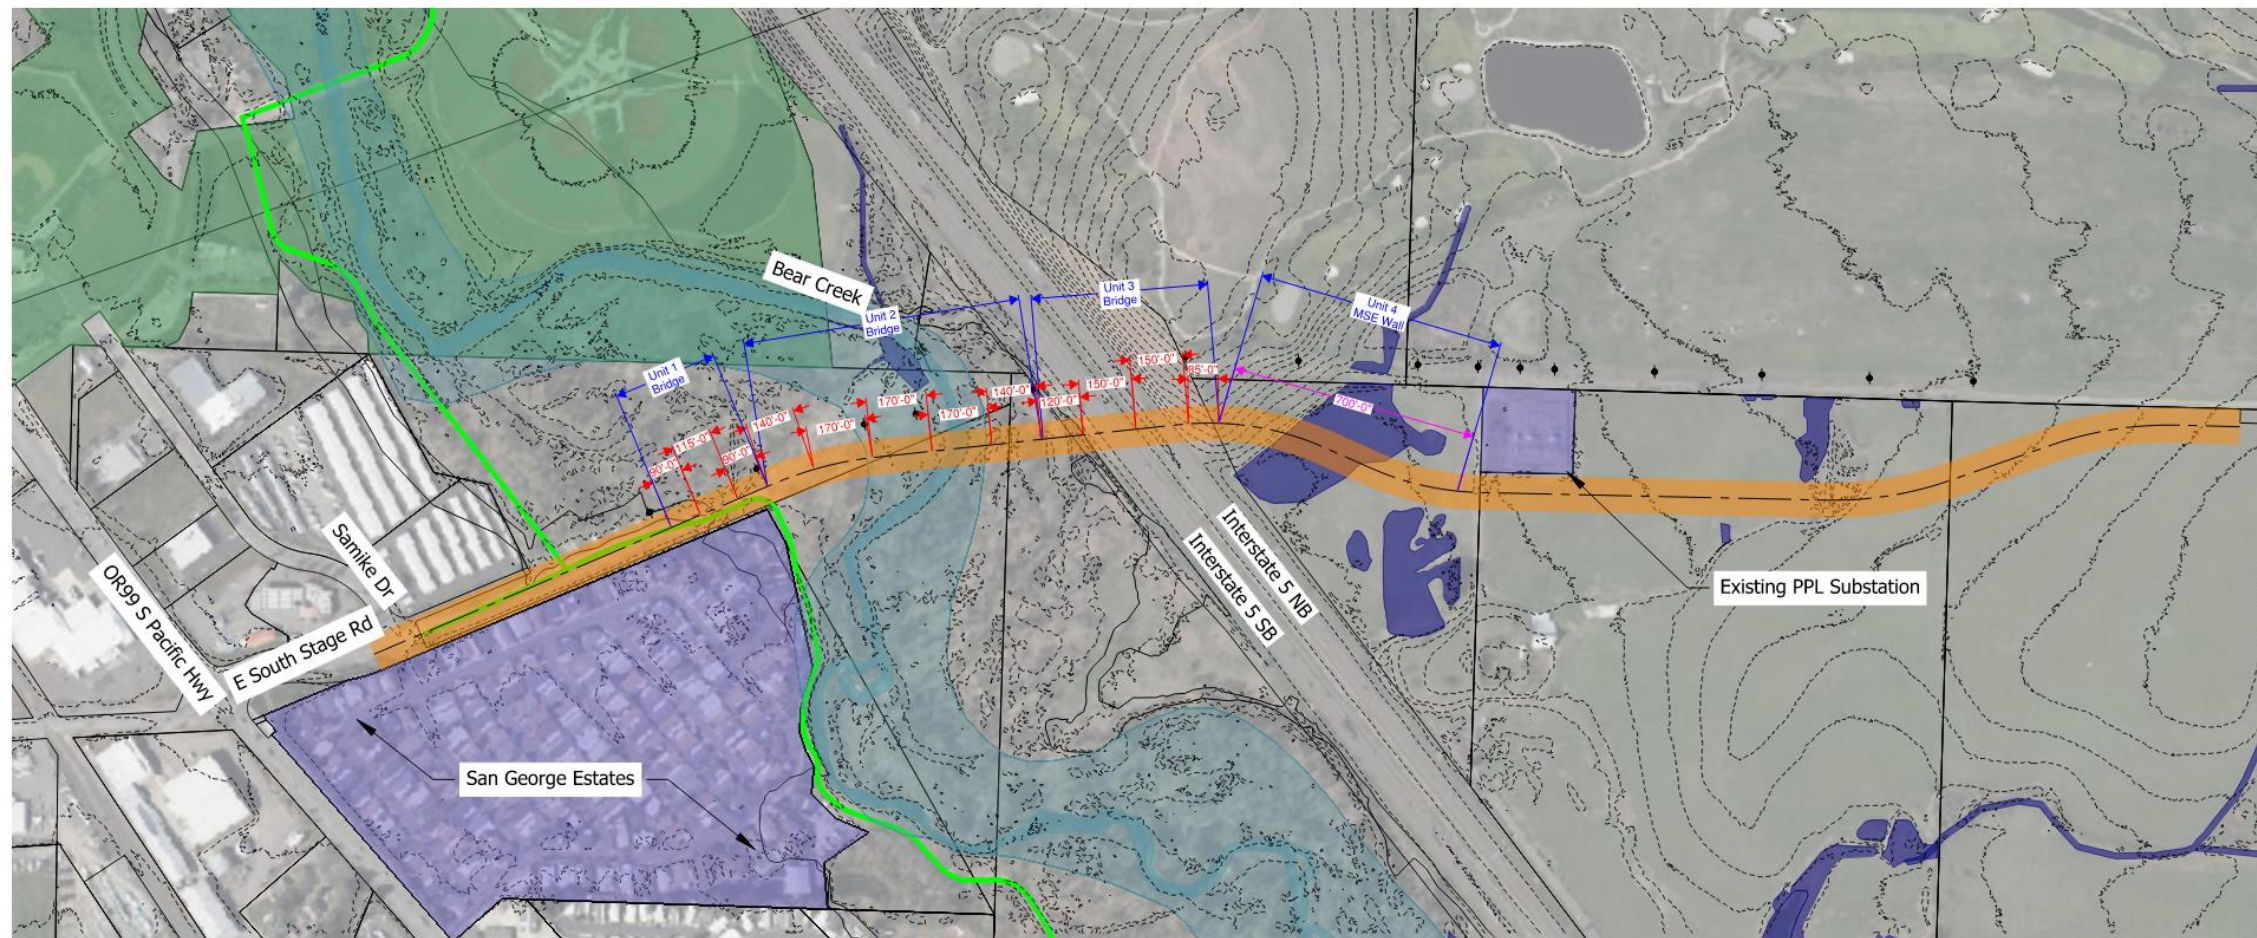 Bear Creek
Unit 1
Bridge
Unit 2
Bridge
Unit 3
Bridge
Unit 4
MSE Wall
90'-0"
115'-0"
90'-0"
140'-0"
170'-0"
170'-0"
170'-0"
140'-0"
120'-0"
150'-0"
150'-0"
85'-0"
700'-0"
Samike Dr
OR99 S Pacific Hwy
E South Stage Rd
Interstate 5 NB
Interstate 5 SB
Existing PPL Substation
San George Estates